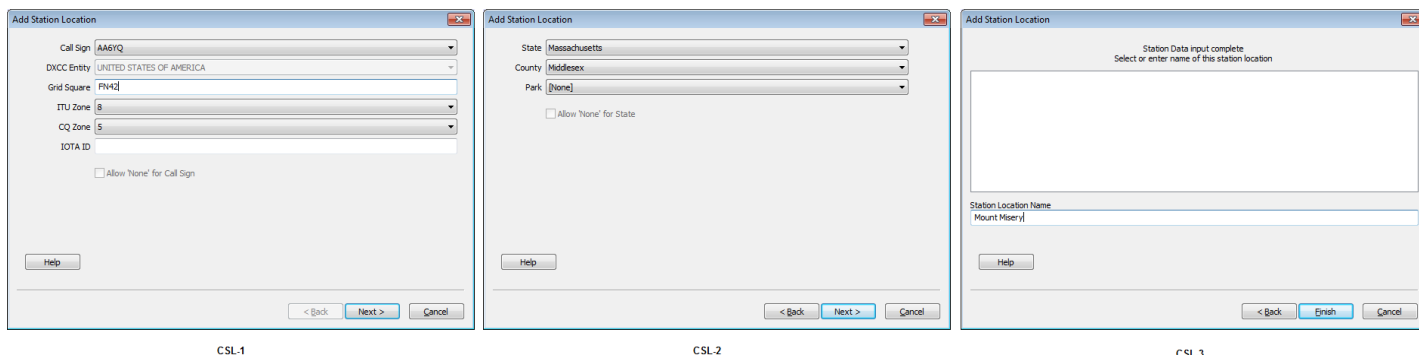 Add Station Location
Call Sign AA6YQ
DXCC Entity UNITED STATES OF AMERICA
Grid Square FN42
ITU Zone 8
CQ Zone 5
IOTA ID
Allow 'None' for Call Sign
Help
< Back Next > Cancel
CSL-1
Add Station Location
State Massachusetts
County Middlesex
Park [None]
Allow 'None' for State
Help
< Back Next > Cancel
CSL-2
Add Station Location
Station Data input complete
Select or enter name of this station location
Station Location Name
Mount Misery
Help
< Back Finish Cancel
CSL-3